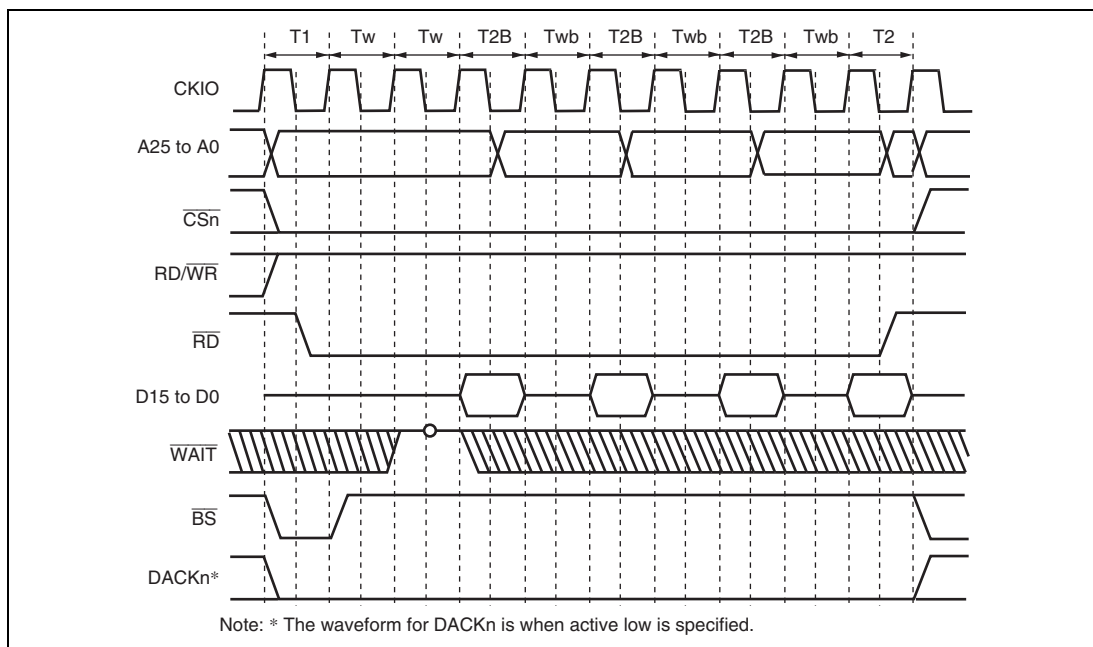 T1 Tw Tw T2B Twb T2B Twb T2B Twb T2
CKIO
A25 to A0
CSn
RD/WR
RD
D15 to D0
WAIT
BS
DACKn*
Note: * The waveform for DACKn is when active low is specified.